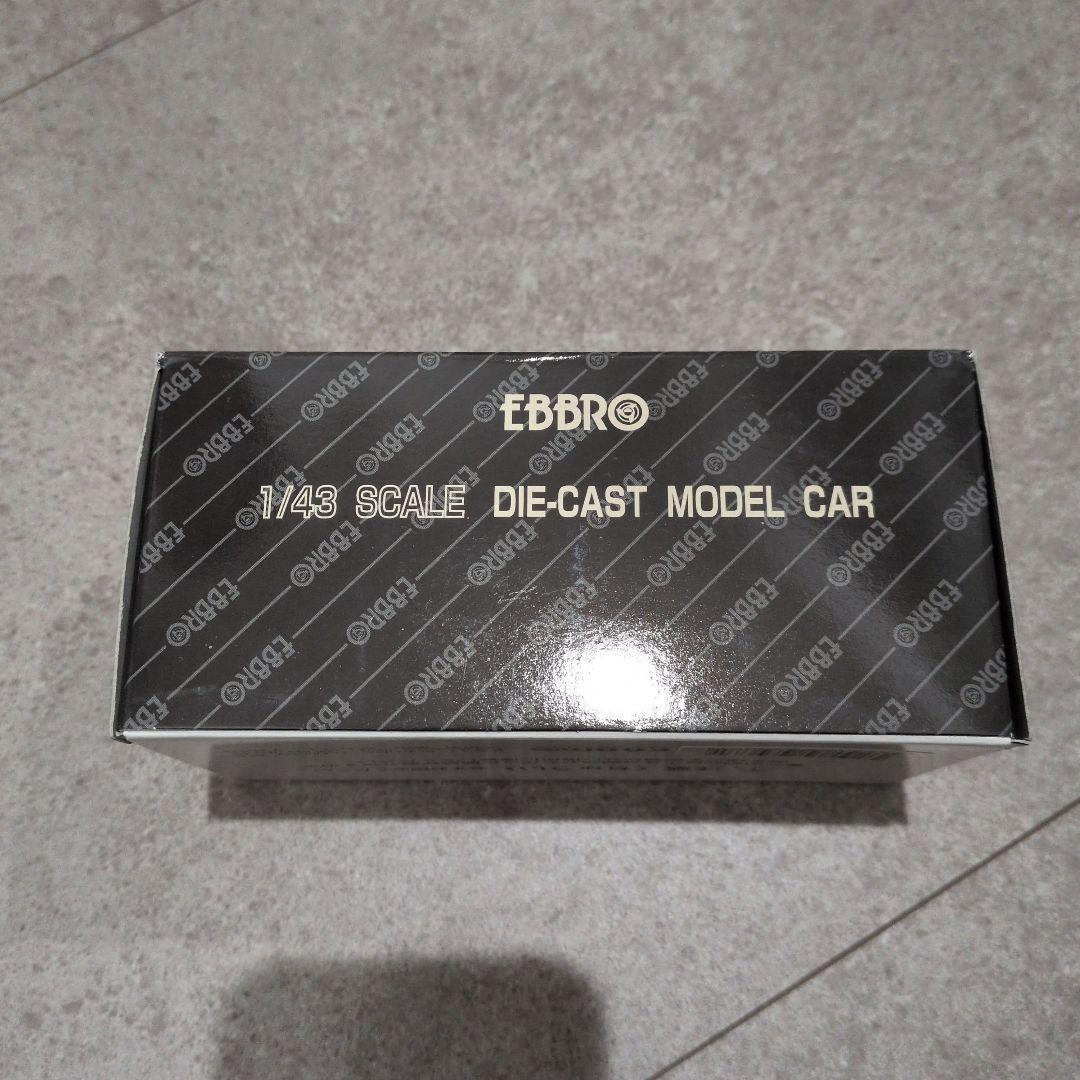 EBBRO
1/43 SCALE DIE-CAST MODEL CAR